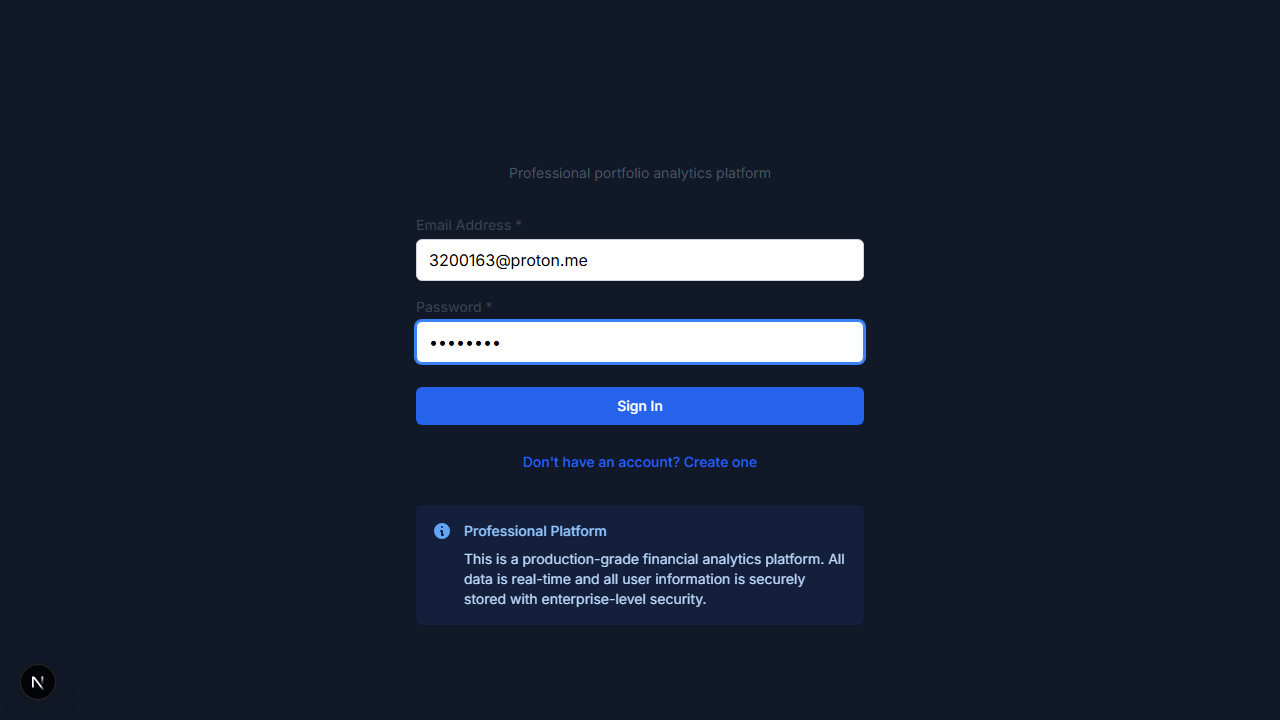 Professional portfolio analytics platform
Email Address *
3200163@proton.me
Password *
••••••••
Sign In
Don't have an account? Create one
Professional Platform
This is a production-grade financial analytics platform. All
data is real-time and all user information is securely
stored with enterprise-level security.
N